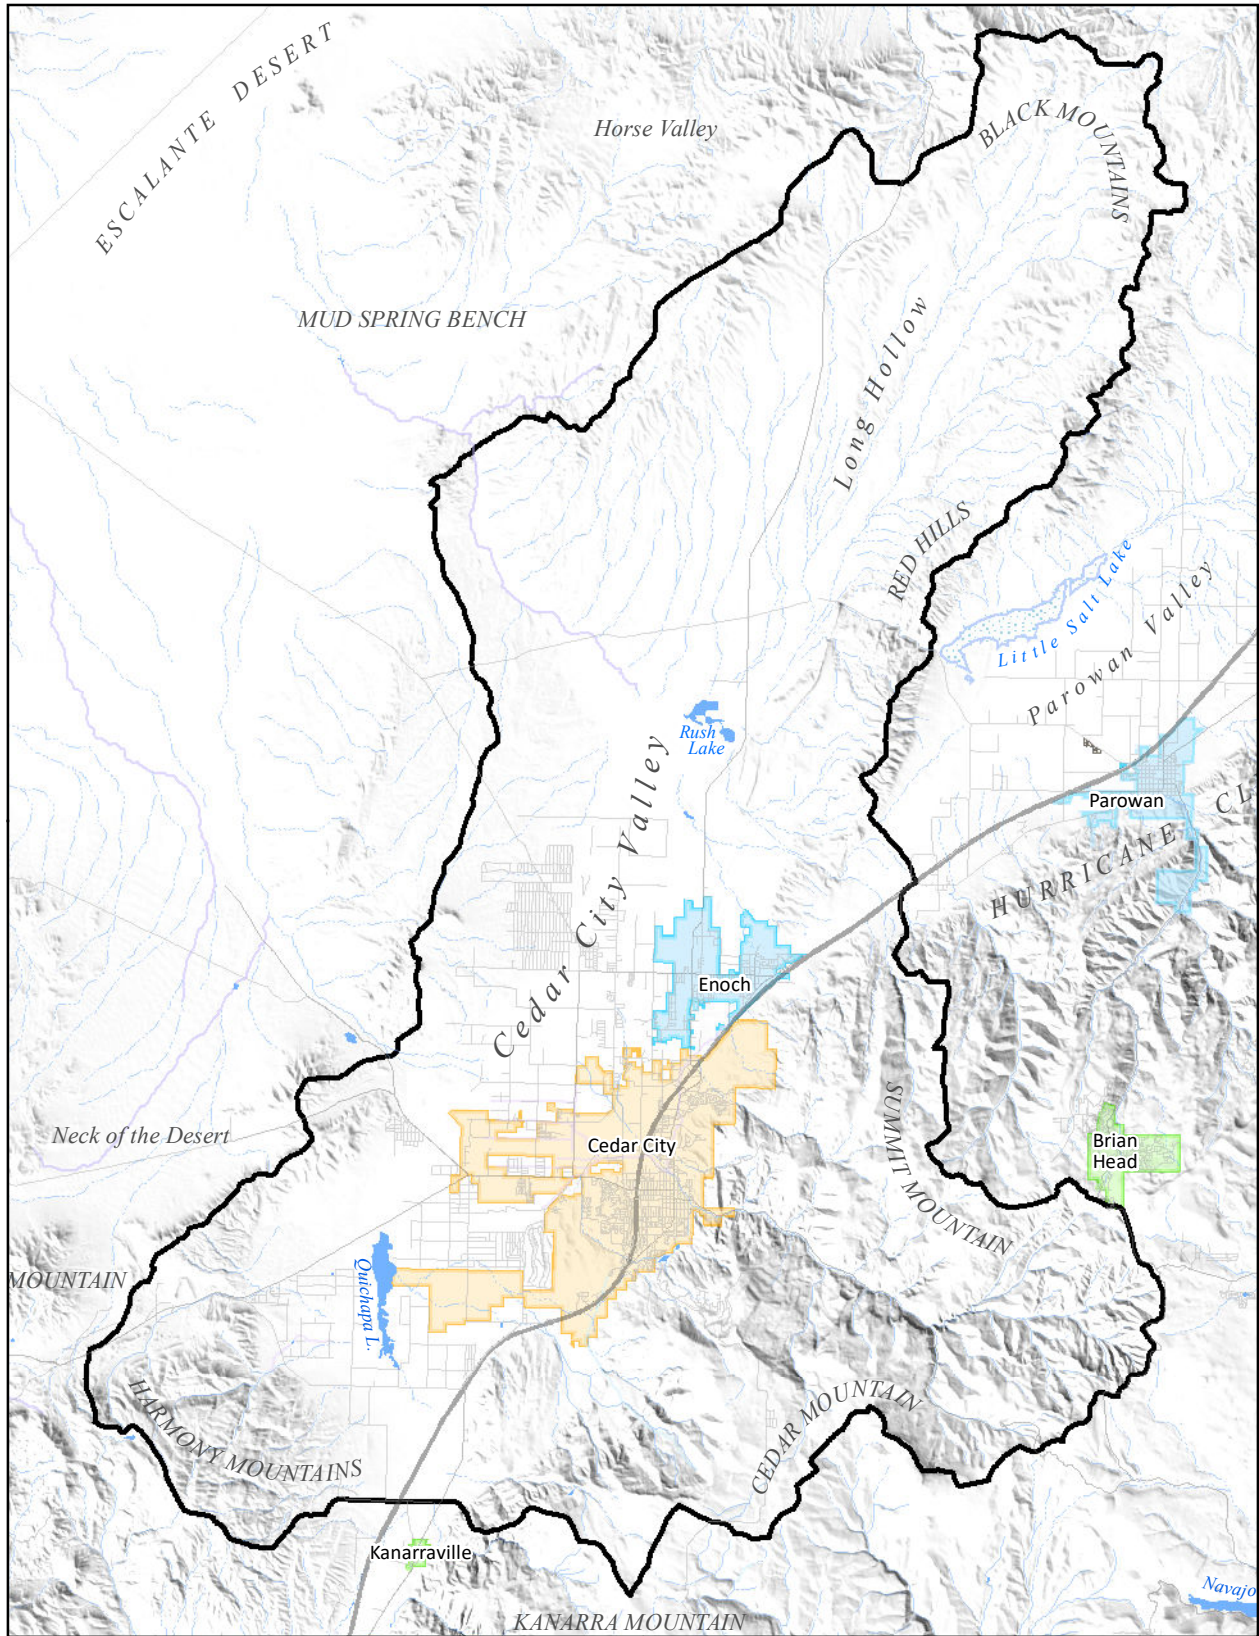 ESCALANTE DESERT
Horse Valley
BLACK MOUNTAINS
MUD SPRING BENCH
Long Hollow
RED HILLS
Little Salt Lake
Parowan Valley
Rush
Lake
Cedar City Valley
Parowan
HURRICANE CL
Enoch
Neck of the Desert
Cedar City
SUMMIT MOUNTAIN
Brian
Head
MOUNTAIN
Quichapa L.
HARMONY MOUNTAINS
CEDAR MOUNTAIN
Kanarraville
Navajo
KANARRA MOUNTAIN